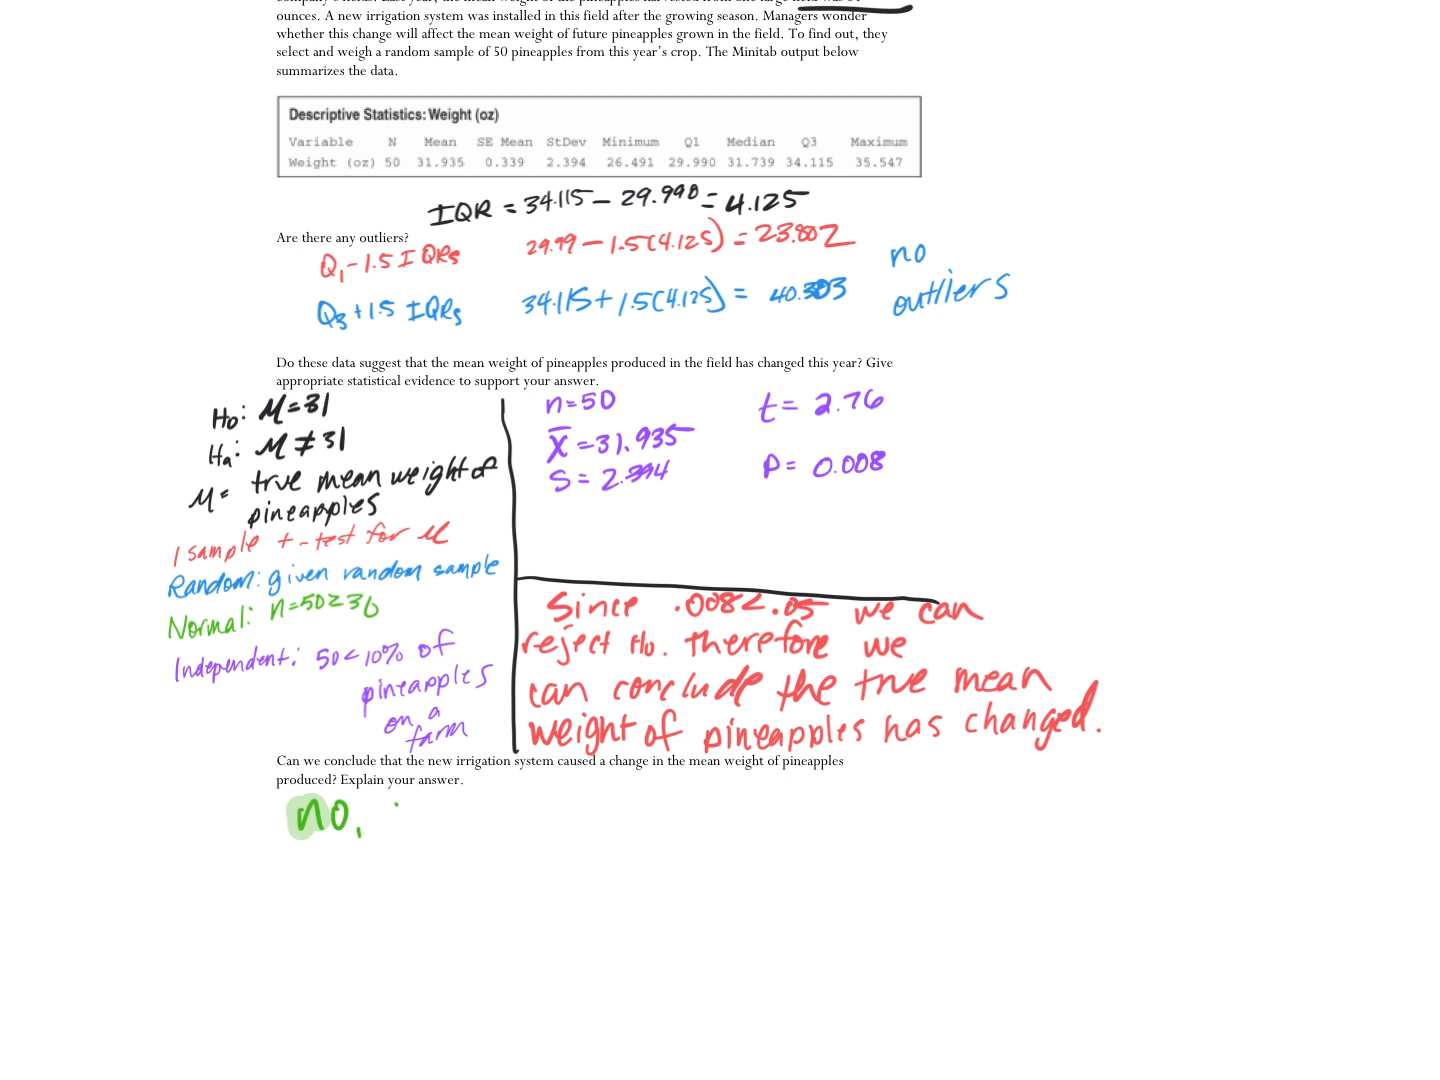 ounces. A new irrigation system was installed in this field after the growing season. Managers wonder
whether this change will affect the mean weight of future pineapples grown in the field. To find out, they
select and weigh a random sample of 50 pineapples from this year's crop. The Minitab output below
summarizes the data.
Descriptive Statistics: Weight (oz)
Variable N Mean SE Mean StDev Minimum Q1 Median Q3 Maximum
Weight (oz) 50 31.935 0.339 2.394 26.491 29.990 31.739 34.115 35.547
IQR = 34.115 - 29.990 = 4.125
Are there any outliers?
Q1 - 1.5 IQRs 29.99 - 1.5(4.125) = 23.802
Q3 + 1.5 IQRs 34.115 + 1.5(4.125) = 40.303
no
outliers
Do these data suggest that the mean weight of pineapples produced in the field has changed this year? Give
appropriate statistical evidence to support your answer.
Ho: M = 31
Ha: M ≠ 31
M = true mean weight of
pineapples
1 sample t-test for M
Random: given random sample
Normal: n=50≥30
Independent: 50<10% of
pineapples
on a
farm
n=50
x̄ = 31.935
S = 2.394
t = 2.76
P = 0.008
Since .008<.05 we can
reject Ho. Therefore we
can conclude the true mean
weight of pineapples has changed.
Can we conclude that the new irrigation system caused a change in the mean weight of pineapples
produced? Explain your answer.
no,